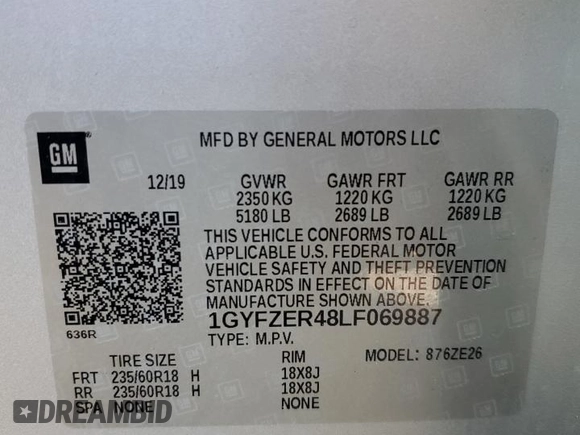 GM
MFD BY GENERAL MOTORS LLC
12/19 GVWR GAWR FRT GAWR RR
2350 KG 1220 KG 1220 KG
5180 LB 2689 LB 2689 LB
THIS VEHICLE CONFORMS TO ALL
APPLICABLE U.S. FEDERAL MOTOR
VEHICLE SAFETY AND THEFT PREVENTION
STANDARDS IN EFFECT ON THE DATE OF
MANUFACTURE SHOWN ABOVE.
636R 1GYFZER48LF069887
TYPE: M.P.V. MODEL: 876ZE26
TIRE SIZE RIM
FRT 235/60R18 H 18X8J
RR 235/60R18 H 18X8J
SPA NONE NONE
DREAMBID